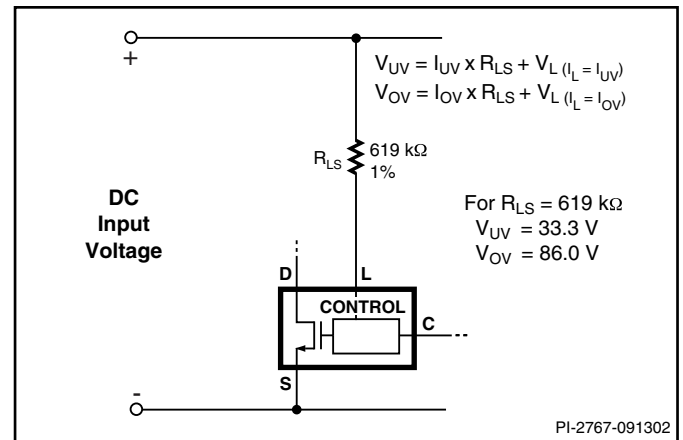 +
V_UV = I_UV x R_LS + V_L (I_L = I_UV)
V_OV = I_OV x R_LS + V_L (I_L = I_OV)
R_LS
619 kΩ
1%
DC
Input
Voltage
For R_LS = 619 kΩ
V_UV = 33.3 V
V_OV = 86.0 V
D
L
CONTROL
C
S
-
PI-2767-091302